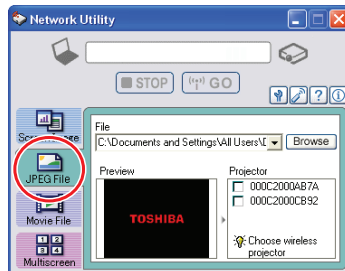 Network Utility
STOP
GO
File
C:\Documents and Settings\All Users\D
Browse
JPEG File
Preview
Projector
000C2000AB7A
000C2000CB92
TOSHIBA
Movie File
Choose wireless
projector
Multiscreen